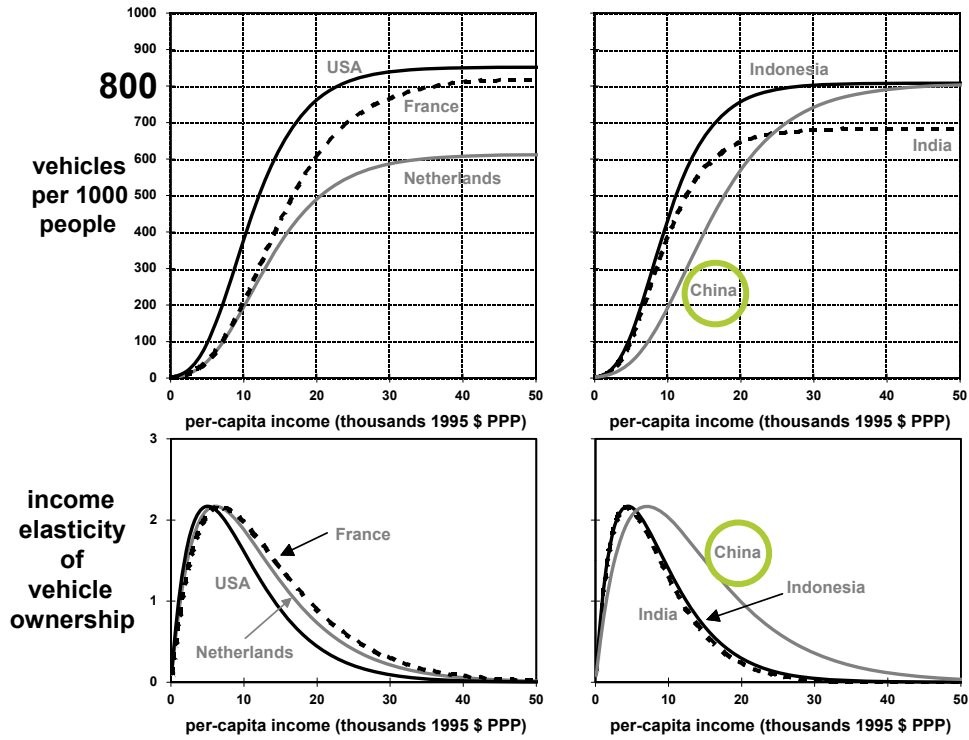 1000
900
800
700
600
500
400
300
200
100
0
vehicles
per 1000
people
USA
France
Netherlands
0 10 20 30 40 50
per-capita income (thousands 1995 $ PPP)
Indonesia
India
China
0 10 20 30 40 50
per-capita income (thousands 1995 $ PPP)
3
2
1
0
income
elasticity
of
vehicle
ownership
France
USA
Netherlands
0 10 20 30 40 50
per-capita income (thousands 1995 $ PPP)
China
Indonesia
India
0 10 20 30 40 50
per-capita income (thousands 1995 $ PPP)